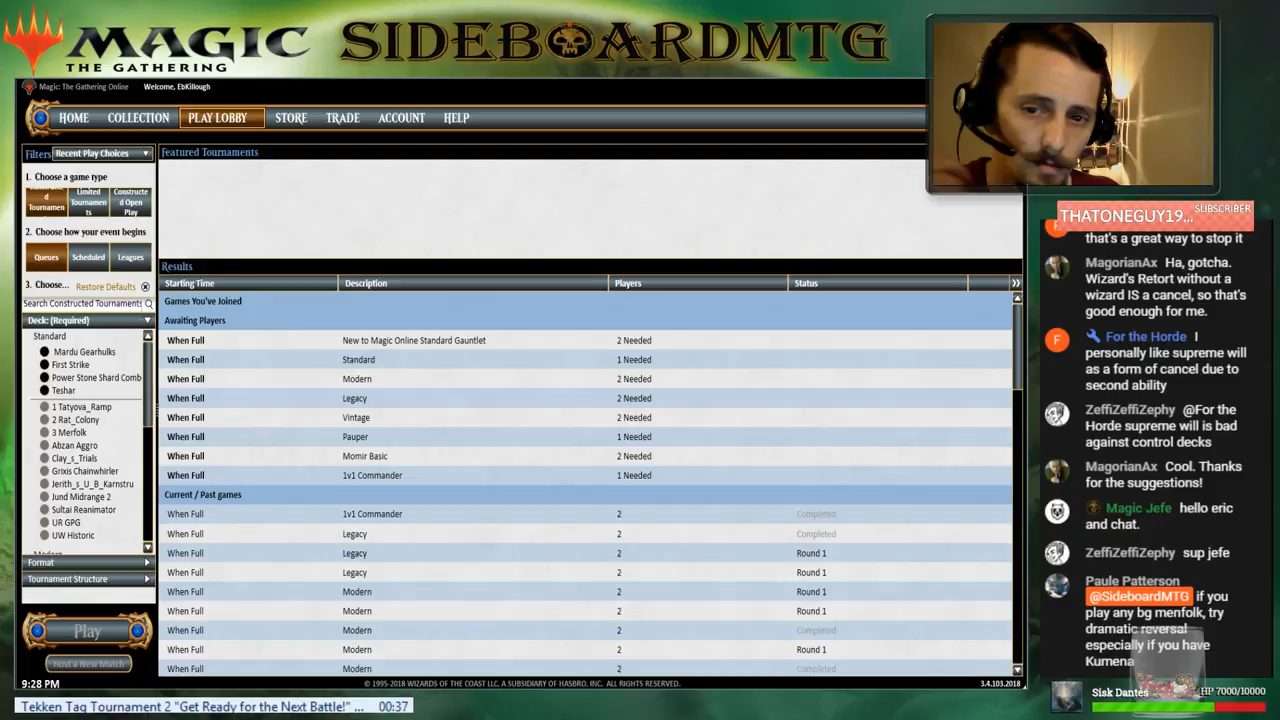 MAGIC
THE GATHERING
SIDEBOARDMTG
Magic: The Gathering Online
Welcome, EbKillough
HOME
COLLECTION
PLAY LOBBY
STORE
TRADE
ACCOUNT
HELP
Filters
Recent Play Choices
1. Choose a game type
d
Tournamen
Limited
Tournamen
ts
Constructe
d Open
Play
2. Choose how your event begins
Queues
Scheduled
Leagues
3. Choose...
Restore Defaults
Search Constructed Tournament
Deck: (Required)
Standard
Mardu Gearhulks
First Strike
Power Stone Shard Comb
Teshar
1 Tatyova_Ramp
2 Rat_Colony
3 Merfolk
Abzan Aggro
Clay_s_Trials
Grixis Chainwhirler
Jerith_s_U_B_Karnstru
Jund Midrange 2
Sultai Reanimator
UR GPG
UW Historic
Format
Tournament Structure
Play
Host a New Match
9:28 PM
Featured Tournaments
Results
Starting Time Description Players Status
Games You've Joined
Awaiting Players
When Full New to Magic Online Standard Gauntlet 2 Needed
When Full Standard 1 Needed
When Full Modern 2 Needed
When Full Legacy 2 Needed
When Full Vintage 2 Needed
When Full Pauper 1 Needed
When Full Momir Basic 2 Needed
When Full 1v1 Commander 1 Needed
Current / Past games
When Full 1v1 Commander 2 Completed
When Full Legacy 2 Completed
When Full Legacy 2 Round 1
When Full Legacy 2 Round 1
When Full Modern 2 Round 1
When Full Modern 2 Round 1
When Full Modern 2 Completed
When Full Modern 2 Round 1
When Full Modern 2 Completed
© 1995-2018 WIZARDS OF THE COAST LLC, A SUBSIDIARY OF HASBRO, INC. ALL RIGHTS RESERVED.
3.4.103.2018
Tekken Tag Tournament 2 "Get Ready for the Next Battle!" ... 00:37
THATONEGUY19...
SUBSCRIBER
that's a great way to stop it
MagorianAx Ha, gotcha.
Wizard's Retort without a
wizard IS a cancel, so that's
good enough for me.
For the Horde I
personally like supreme will
as a form of cancel due to
second ability
ZeffiZeffiZephy @For the
Horde supreme will is bad
against control decks
MagorianAx Cool. Thanks
for the suggestions!
Magic Jefe hello eric
and chat.
ZeffiZeffiZephy sup jefe
Paule Patterson
@SideboardMTG if you
play any bg menfolk, try
dramatic reversal
especially if you have
Kumena
Sisk Dantes
HP 7000/10000